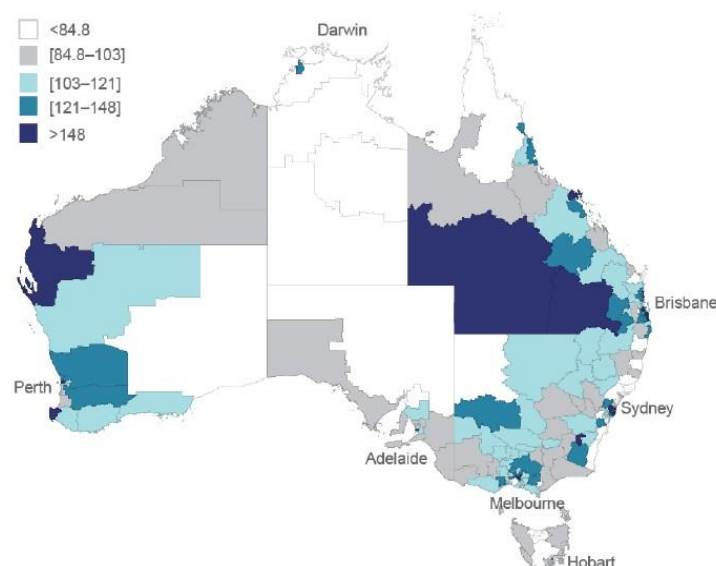 <84.8
[84.8–103]
[103–121]
[121–148]
>148
Darwin
Brisbane
Perth
Sydney
Adelaide
Melbourne
Hobart